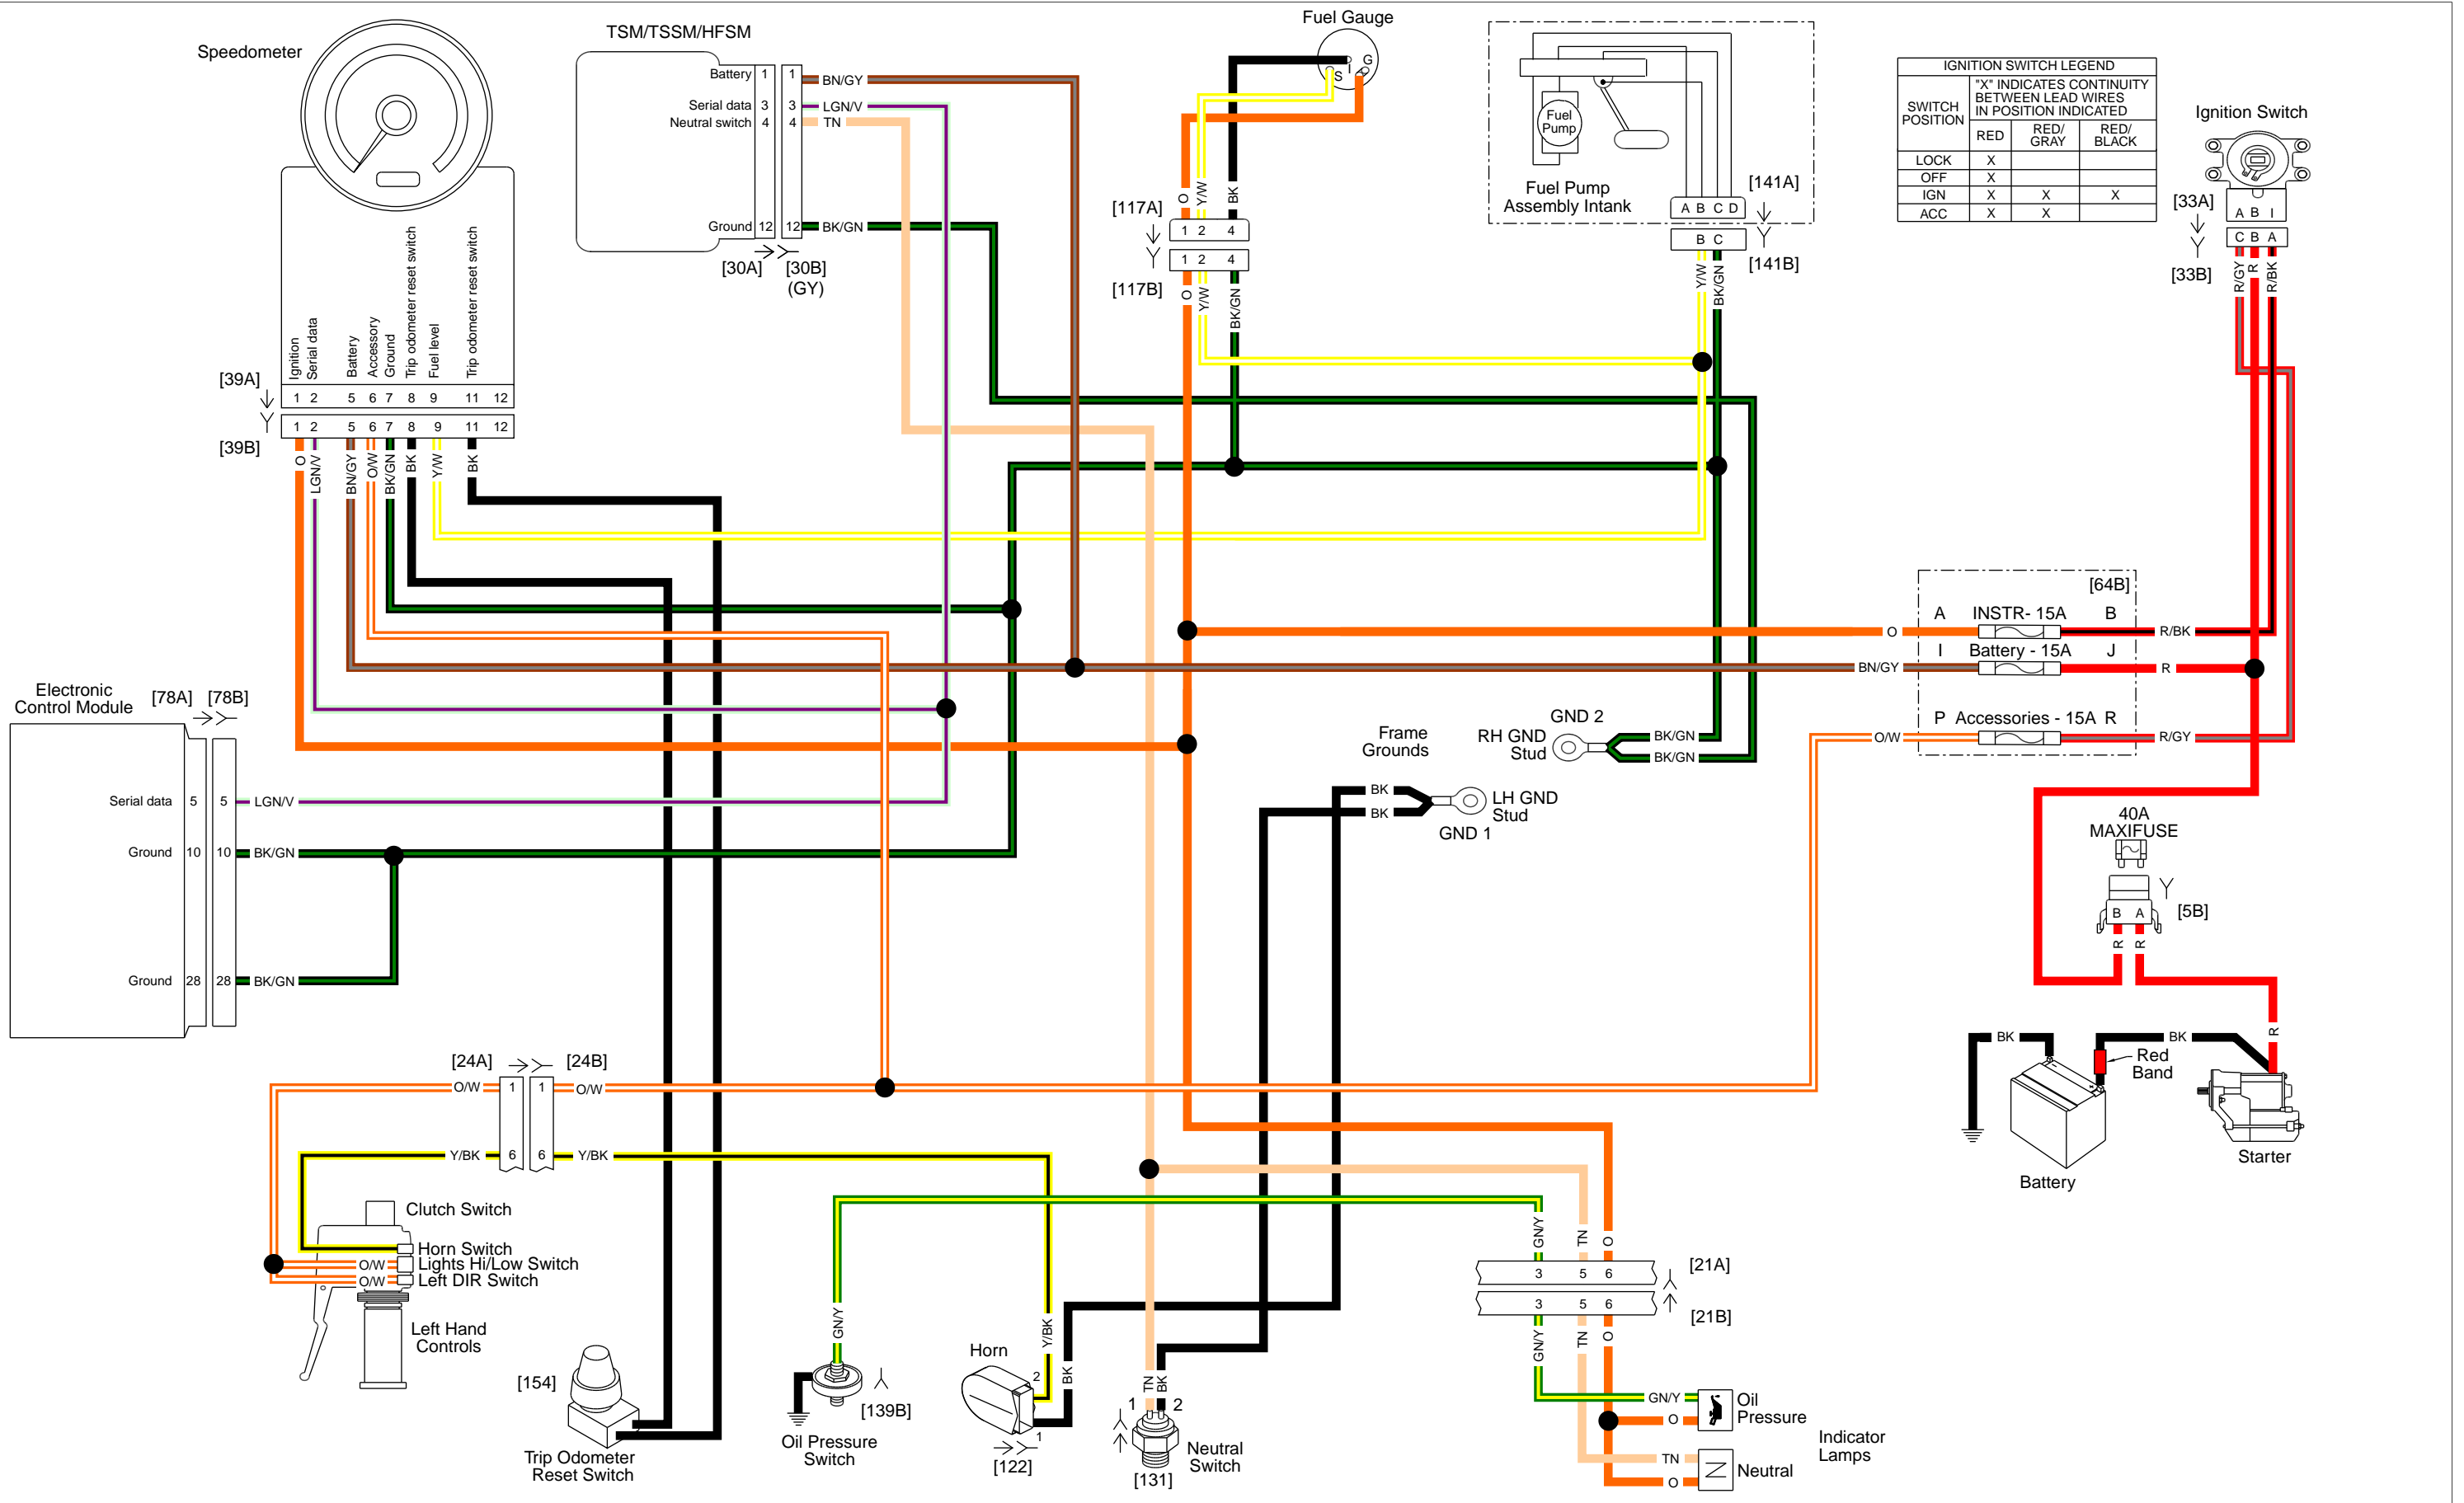 Speedometer
TSM/TSSM/HFSM
Fuel Gauge
S I G
Battery 1 1 BN/GY
Serial data 3 3 LGN/V
Neutral switch 4 4 TN
Ground 12 12 BK/GN
[30A] [30B]
(GY)
Fuel
Pump
Fuel Pump
Assembly Intank
[141A]
A B C D
B C
[141B]
Y/W
BK/GN
IGNITION SWITCH LEGEND
SWITCH
POSITION
"X" INDICATES CONTINUITY
BETWEEN LEAD WIRES
IN POSITION INDICATED
RED
RED/
GRAY
RED/
BLACK
LOCK X
OFF X
IGN X X X
ACC X X
Ignition Switch
[33A]
A B I
C B A
[33B]
R/GY
R
R/BK
O
Y/W
BK
[117A]
1 2 4
1 2 4
[117B]
O
Y/W
BK/GN
Ignition
Serial data
Battery
Accessory
Ground
Trip odometer reset switch
Fuel level
Trip odometer reset switch
[39A]
1 2 5 6 7 8 9 11 12
1 2 5 6 7 8 9 11 12
[39B]
O
LGN/V
BN/GY
O/W
BK/GN
BK
Y/W
BK
[64B]
A INSTR- 15A B
O
R/BK
I Battery - 15A J
BN/GY
R
P Accessories - 15A R
O/W
R/GY
Electronic
Control Module
[78A] [78B]
Serial data 5 5 LGN/V
Ground 10 10 BK/GN
Ground 28 28 BK/GN
Frame
Grounds
GND 2
RH GND
Stud
BK/GN
BK/GN
BK
BK
LH GND
Stud
GND 1
40A
MAXIFUSE
B A
[5B]
R
R
R
BK
BK
Red
Band
Battery
Starter
[24A] [24B]
O/W 1 1 O/W
Y/BK 6 6 Y/BK
Clutch Switch
Horn Switch
O/W Lights Hi/Low Switch
O/W Left DIR Switch
Left Hand
Controls
[154]
Trip Odometer
Reset Switch
GN/Y
[139B]
Oil Pressure
Switch
Horn
2
1
Y/BK
BK
[122]
TN
BK
1 2
Neutral
Switch
[131]
GN/Y
TN
O
3 5 6
[21A]
3 5 6
[21B]
GN/Y
TN
O
GN/Y
O
Oil
Pressure
Indicator
Lamps
TN
O
Neutral